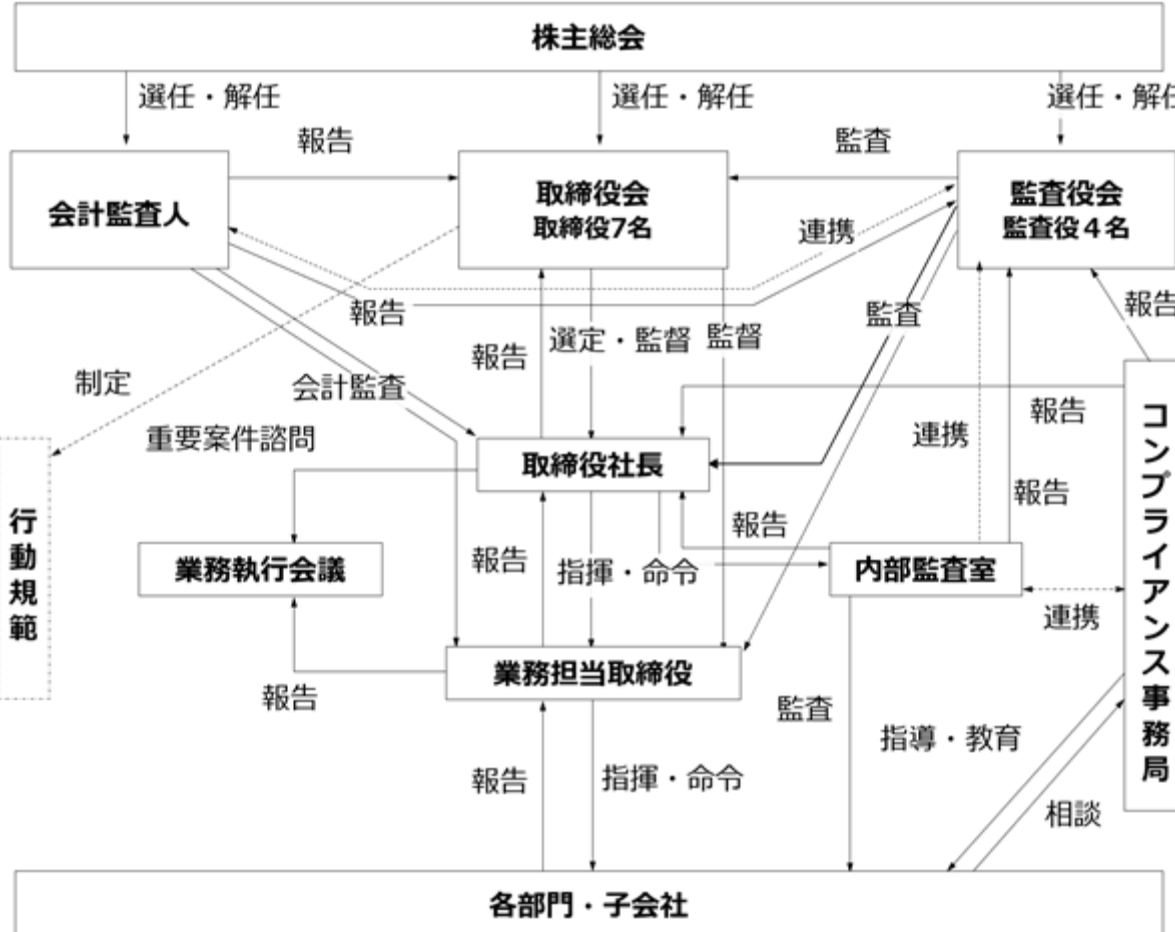 株主総会
選任・解任
選任・解任
選任・解任
報告
監査
会計監査人
取締役会
取締役7名
監査役会
監査役４名
連携
報告
監査
報告
選定・監督
監督
報告
制定
会計監査
報告
重要案件諮問
連携
取締役社長
報告
報告
行動規範
業務執行会議
報告
指揮・命令
内部監査室
連携
コンプライアンス事務局
業務担当取締役
報告
監査
指導・教育
報告
指揮・命令
相談
各部門・子会社